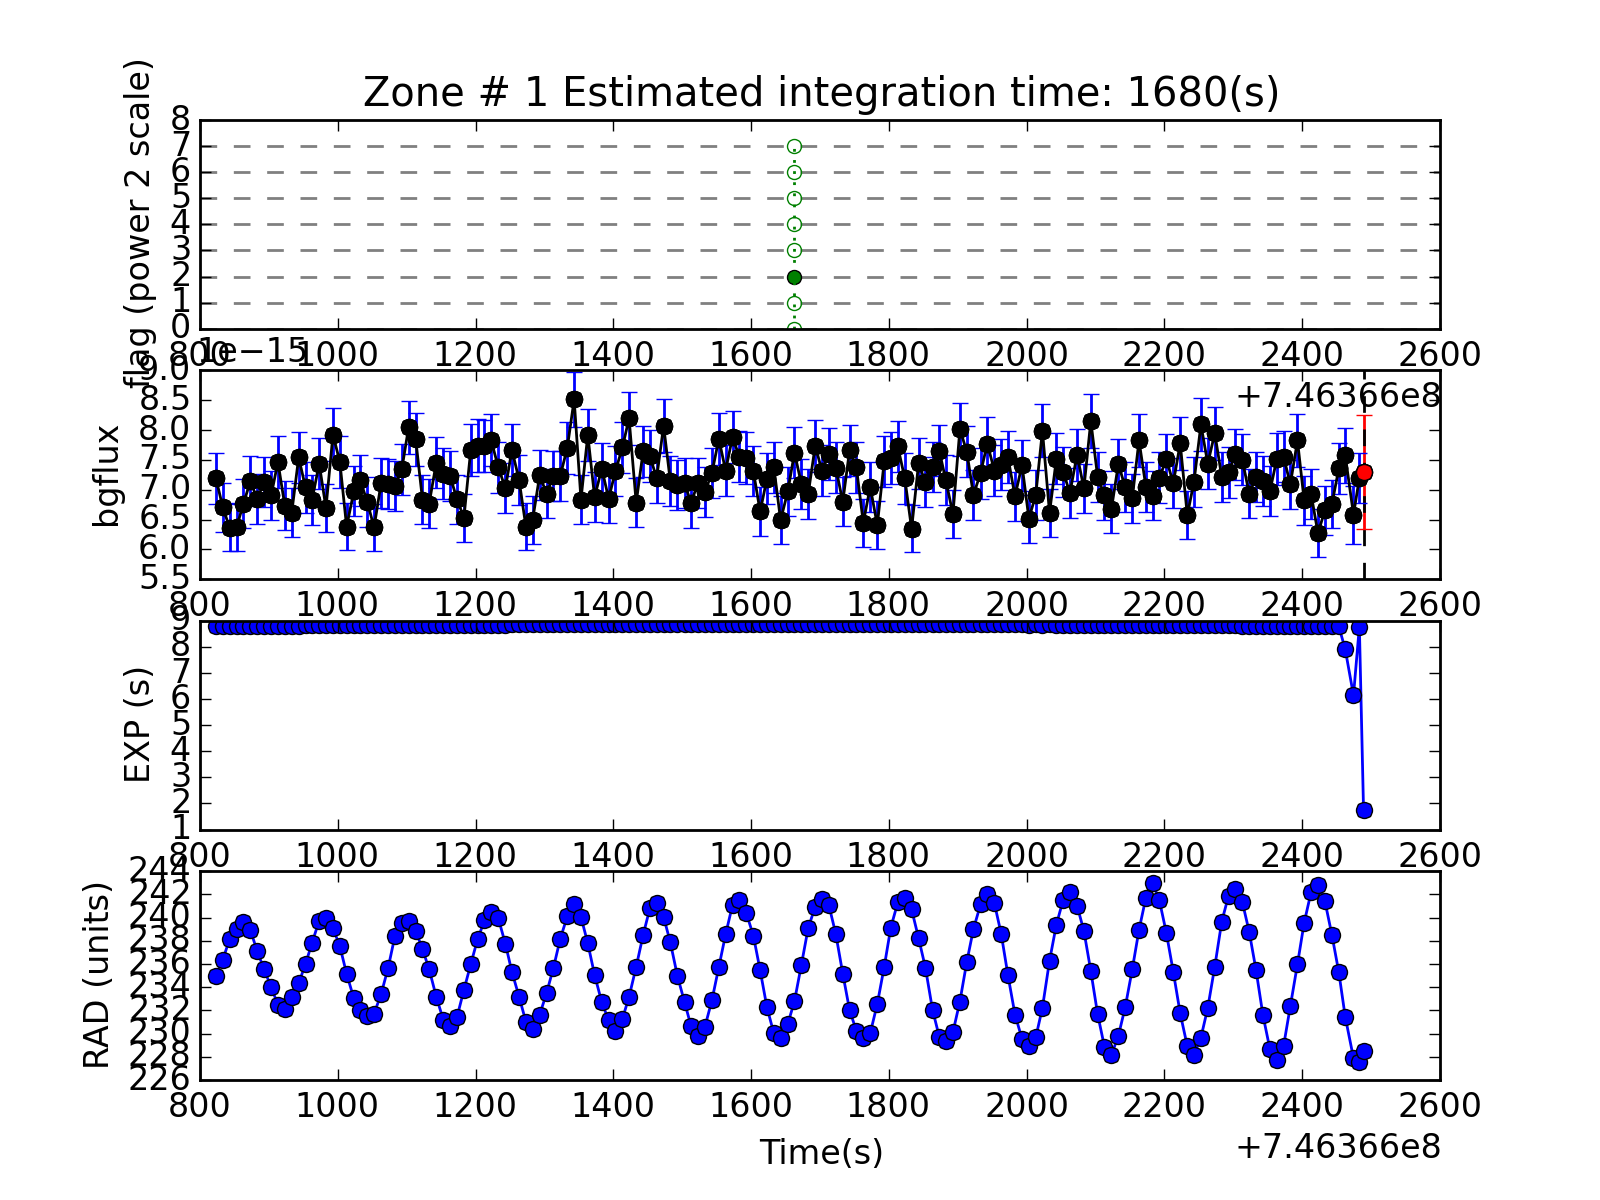 Zone # 1 Estimated integration time: 1680(s)
flag (power 2 scale)
8
7
6
5
4
3
2
1
0
800 1000 1200 1400 1600 1800 2000 2200 2400 2600
1e−15
+7.46366e8
bgflux
9.0
8.5
8.0
7.5
7.0
6.5
6.0
5.5
800 1000 1200 1400 1600 1800 2000 2200 2400 2600
EXP (s)
9
8
7
6
5
4
3
2
1
800 1000 1200 1400 1600 1800 2000 2200 2400 2600
RAD (units)
244
242
240
238
236
234
232
230
228
226
800 1000 1200 1400 1600 1800 2000 2200 2400 2600
Time(s)
+7.46366e8